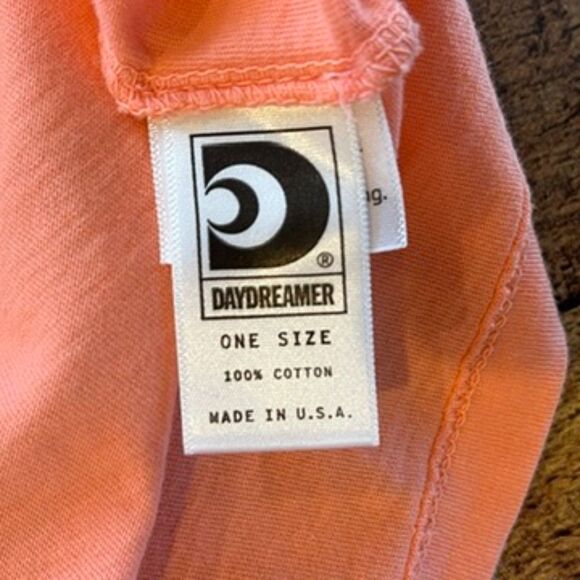 ®
DAYDREAMER
ONE SIZE
100% COTTON
MADE IN U.S.A.